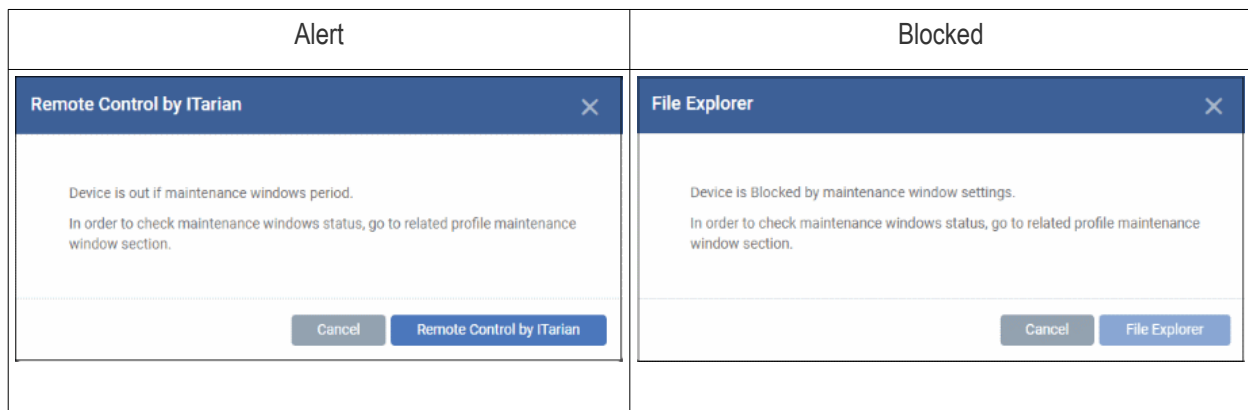 Alert
Blocked
Remote Control by ITarian
Device is out if maintenance windows period.
In order to check maintenance windows status, go to related profile maintenance
window section.
Cancel
Remote Control by ITarian
File Explorer
Device is Blocked by maintenance window settings.
In order to check maintenance windows status, go to related profile maintenance
window section.
Cancel
File Explorer